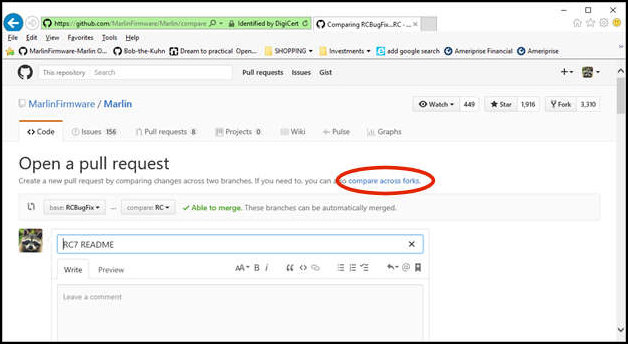 https://github.com/MarlinFirmware/Marlin/compare
Identified by DigiCert
Comparing RCBugFix...RC - ...
File Edit View Favorites Tools Help
MarlinFirmware-Marlin O... Bob-the-Kuhn Dream to practical Open... SHOPPING Investments add google search Ameriprise Financial Ameriprise
This repository Search Pull requests Issues Gist
MarlinFirmware / Marlin Watch 449 Star 1,916 Fork 3,310
Code Issues 156 Pull requests 8 Projects 0 Wiki Pulse Graphs
Open a pull request
Create a new pull request by comparing changes across two branches. If you need to, you can also compare across forks.
base: RCBugFix ... compare: RC ✓ Able to merge. These branches can be automatically merged.
RC7 README
Write Preview AA B i
Leave a comment